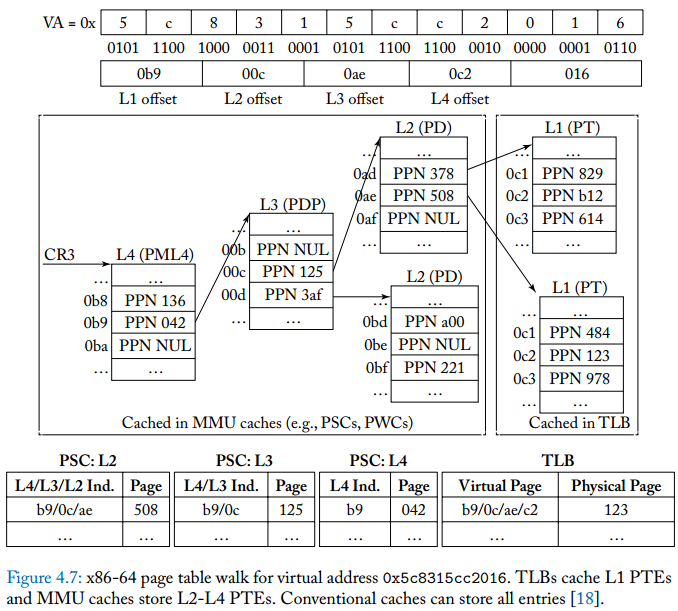 VA = 0x 5 c 8 3 1 5 c c 2 0 1 6
0101 1100 1000 0011 0001 0101 1100 1100 0010 0000 0001 0110
0b9 00c 0ae 0c2 016
L1 offset L2 offset L3 offset L4 offset
CR3
L4 (PML4)
... ...
0b8 PPN 136
0b9 PPN 042
0ba PPN NUL
... ...
L3 (PDP)
... ...
00b PPN NUL
00c PPN 125
00d PPN 3af
... ...
L2 (PD)
... ...
0ad PPN 378
0ae PPN 508
0af PPN NUL
... ...
L2 (PD)
... ...
0bd PPN a00
0be PPN NUL
0bf PPN 221
... ...
Cached in MMU caches (e.g., PSCs, PWCs)
L1 (PT)
... ...
0c1 PPN 829
0c2 PPN b12
0c3 PPN 614
... ...
L1 (PT)
... ...
0c1 PPN 484
0c2 PPN 123
0c3 PPN 978
... ...
Cached in TLB
PSC: L2 PSC: L3 PSC: L4 TLB
L4/L3/L2 Ind. Page L4/L3 Ind. Page L4 Ind. Page Virtual Page Physical Page
b9/0c/ae 508 b9/0c 125 b9 042 b9/0c/ae/c2 123
... ... ... ... ... ... ... ...
Figure 4.7: x86-64 page table walk for virtual address 0x5c8315cc2016. TLBs cache L1 PTEs
and MMU caches store L2-L4 PTEs. Conventional caches can store all entries [18].